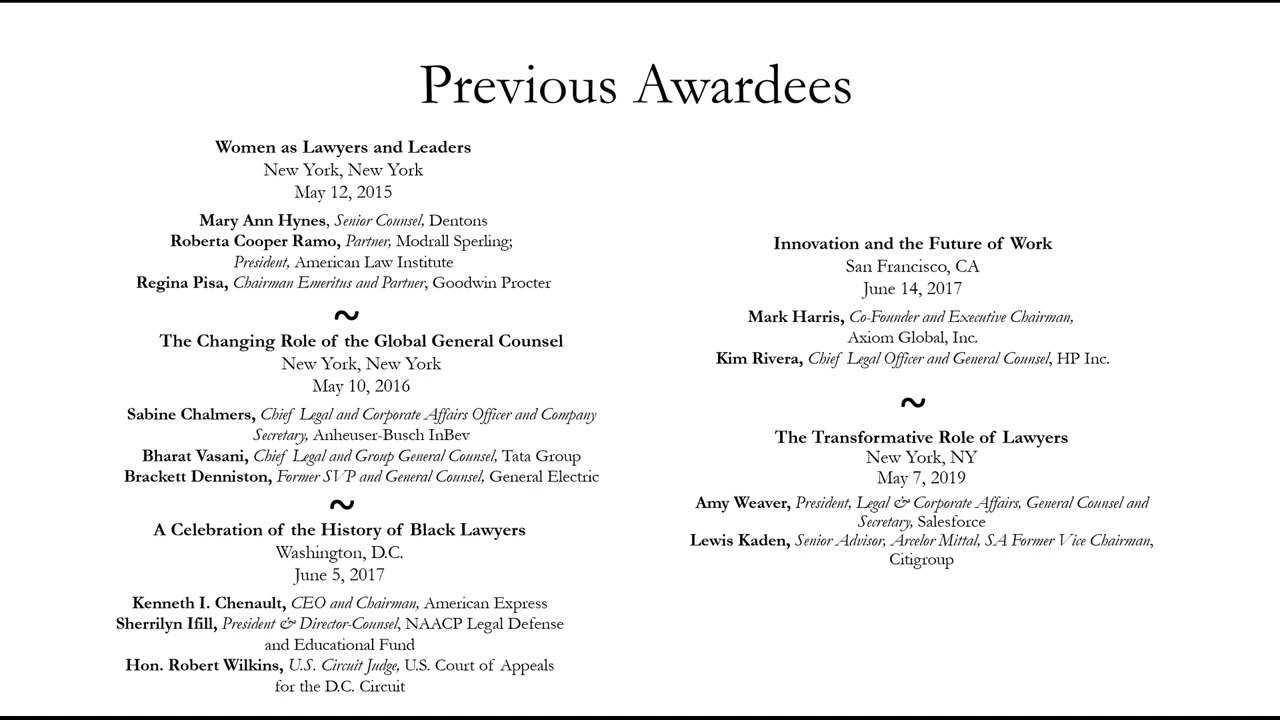 Previous Awardees
Women as Lawyers and Leaders
New York, New York
May 12, 2015
Mary Ann Hynes, Senior Counsel, Dentons
Roberta Cooper Ramo, Partner, Modrall Sperling;
President, American Law Institute
Regina Pisa, Chairman Emeritus and Partner, Goodwin Procter
~
The Changing Role of the Global General Counsel
New York, New York
May 10, 2016
Sabine Chalmers, Chief Legal and Corporate Affairs Officer and Company
Secretary, Anheuser-Busch InBev
Bharat Vasani, Chief Legal and Group General Counsel, Tata Group
Brackett Denniston, Former SVP and General Counsel, General Electric
~
A Celebration of the History of Black Lawyers
Washington, D.C.
June 5, 2017
Kenneth I. Chenault, CEO and Chairman, American Express
Sherrilyn Ifill, President & Director-Counsel, NAACP Legal Defense
and Educational Fund
Hon. Robert Wilkins, U.S. Circuit Judge, U.S. Court of Appeals
for the D.C. Circuit
Innovation and the Future of Work
San Francisco, CA
June 14, 2017
Mark Harris, Co-Founder and Executive Chairman,
Axiom Global, Inc.
Kim Rivera, Chief Legal Officer and General Counsel, HP Inc.
~
The Transformative Role of Lawyers
New York, NY
May 7, 2019
Amy Weaver, President, Legal & Corporate Affairs, General Counsel and
Secretary, Salesforce
Lewis Kaden, Senior Advisor, Arcelor Mittal, SA Former Vice Chairman,
Citigroup